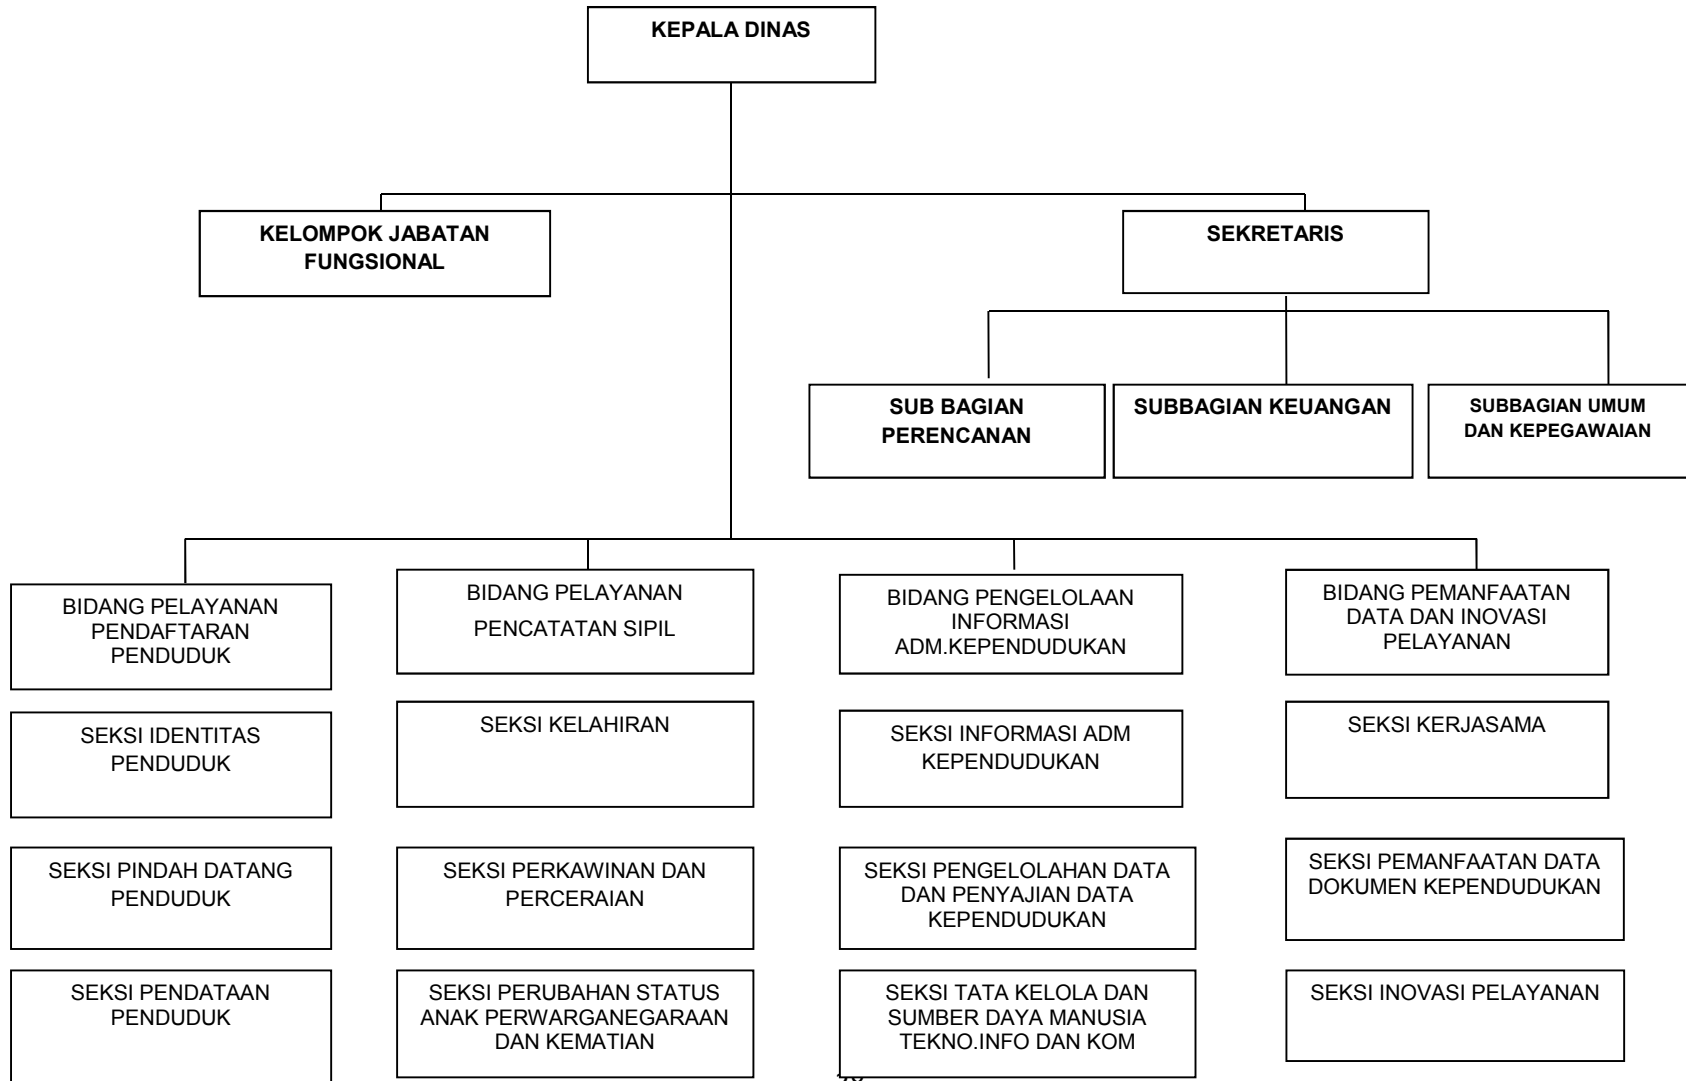 KEPALA DINAS
KELOMPOK JABATAN
FUNGSIONAL
SEKRETARIS
SUB BAGIAN
PERENCANAN
SUBBAGIAN KEUANGAN
SUBBAGIAN UMUM
DAN KEPEGAWAIAN
BIDANG PELAYANAN
PENDAFTARAN
PENDUDUK
BIDANG PELAYANAN
PENCATATAN SIPIL
BIDANG PENGELOLAAN
INFORMASI
ADM.KEPENDUDUKAN
BIDANG PEMANFAATAN
DATA DAN INOVASI
PELAYANAN
SEKSI IDENTITAS
PENDUDUK
SEKSI KELAHIRAN
SEKSI INFORMASI ADM
KEPENDUDUKAN
SEKSI KERJASAMA
SEKSI PINDAH DATANG
PENDUDUK
SEKSI PERKAWINAN DAN
PERCERAIAN
SEKSI PENGELOLAHAN DATA
DAN PENYAJIAN DATA
KEPENDUDUKAN
SEKSI PEMANFAATAN DATA
DOKUMEN KEPENDUDUKAN
SEKSI PENDATAAN
PENDUDUK
SEKSI PERUBAHAN STATUS
ANAK PERWARGANEGARAAN
DAN KEMATIAN
SEKSI TATA KELOLA DAN
SUMBER DAYA MANUSIA
TEKNO.INFO DAN KOM
SEKSI INOVASI PELAYANAN